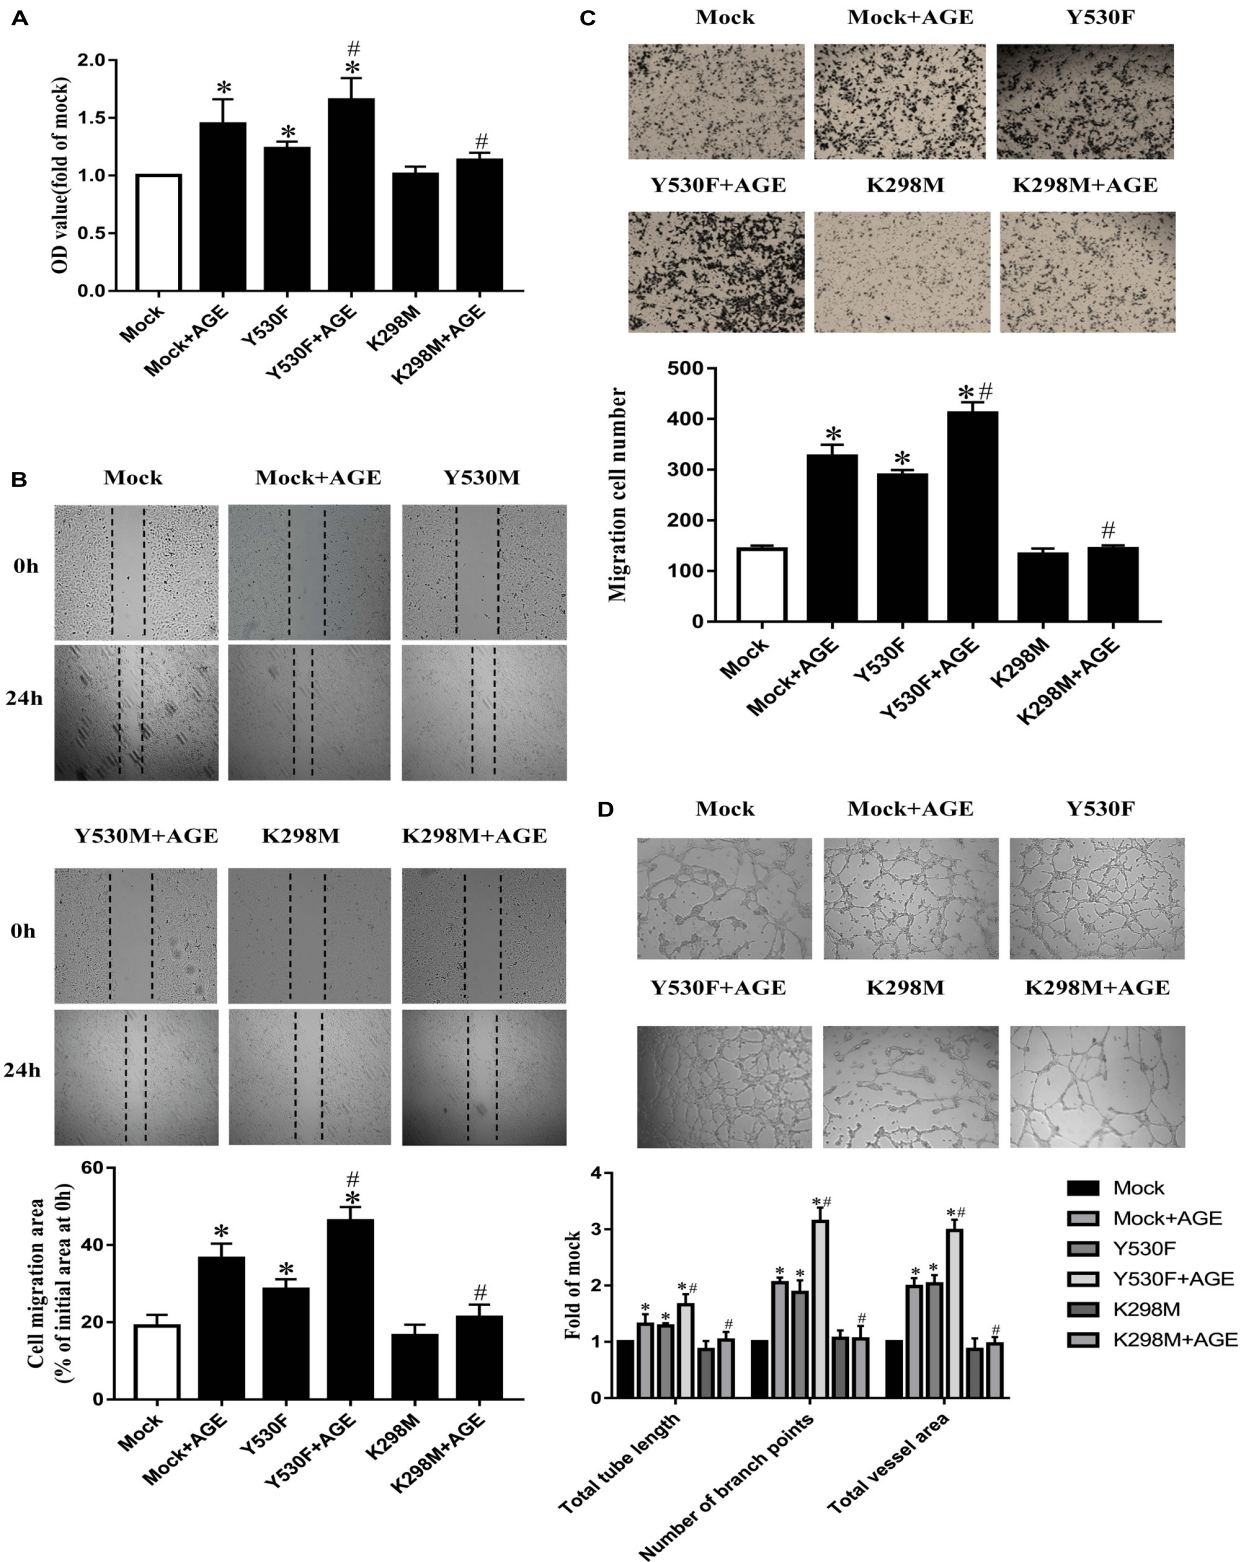 A
OD value(fold of mock)
2.0
1.5
1.0
0.5
0.0
*
*
#
*
#
Mock
Mock+AGE
Y530F
Y530F+AGE
K298M
K298M+AGE
B
Mock
Mock+AGE
Y530M
0h
24h
Y530M+AGE
K298M
K298M+AGE
0h
24h
Cell migration area
(% of initial area at 0h)
60
40
20
0
*
*
#
*
#
Mock
Mock+AGE
Y530F
Y530F+AGE
K298M
K298M+AGE
C
Mock
Mock+AGE
Y530F
Y530F+AGE
K298M
K298M+AGE
Migration cell number
500
400
300
200
100
0
*
*
*#
#
Mock
Mock+AGE
Y530F
Y530F+AGE
K298M
K298M+AGE
D
Mock
Mock+AGE
Y530F
Y530F+AGE
K298M
K298M+AGE
Fold of mock
4
3
2
1
0
*
*
*#
#
*
*
*#
#
*
*
*#
#
Total tube length
Number of branch points
Total vessel area
Mock
Mock+AGE
Y530F
Y530F+AGE
K298M
K298M+AGE